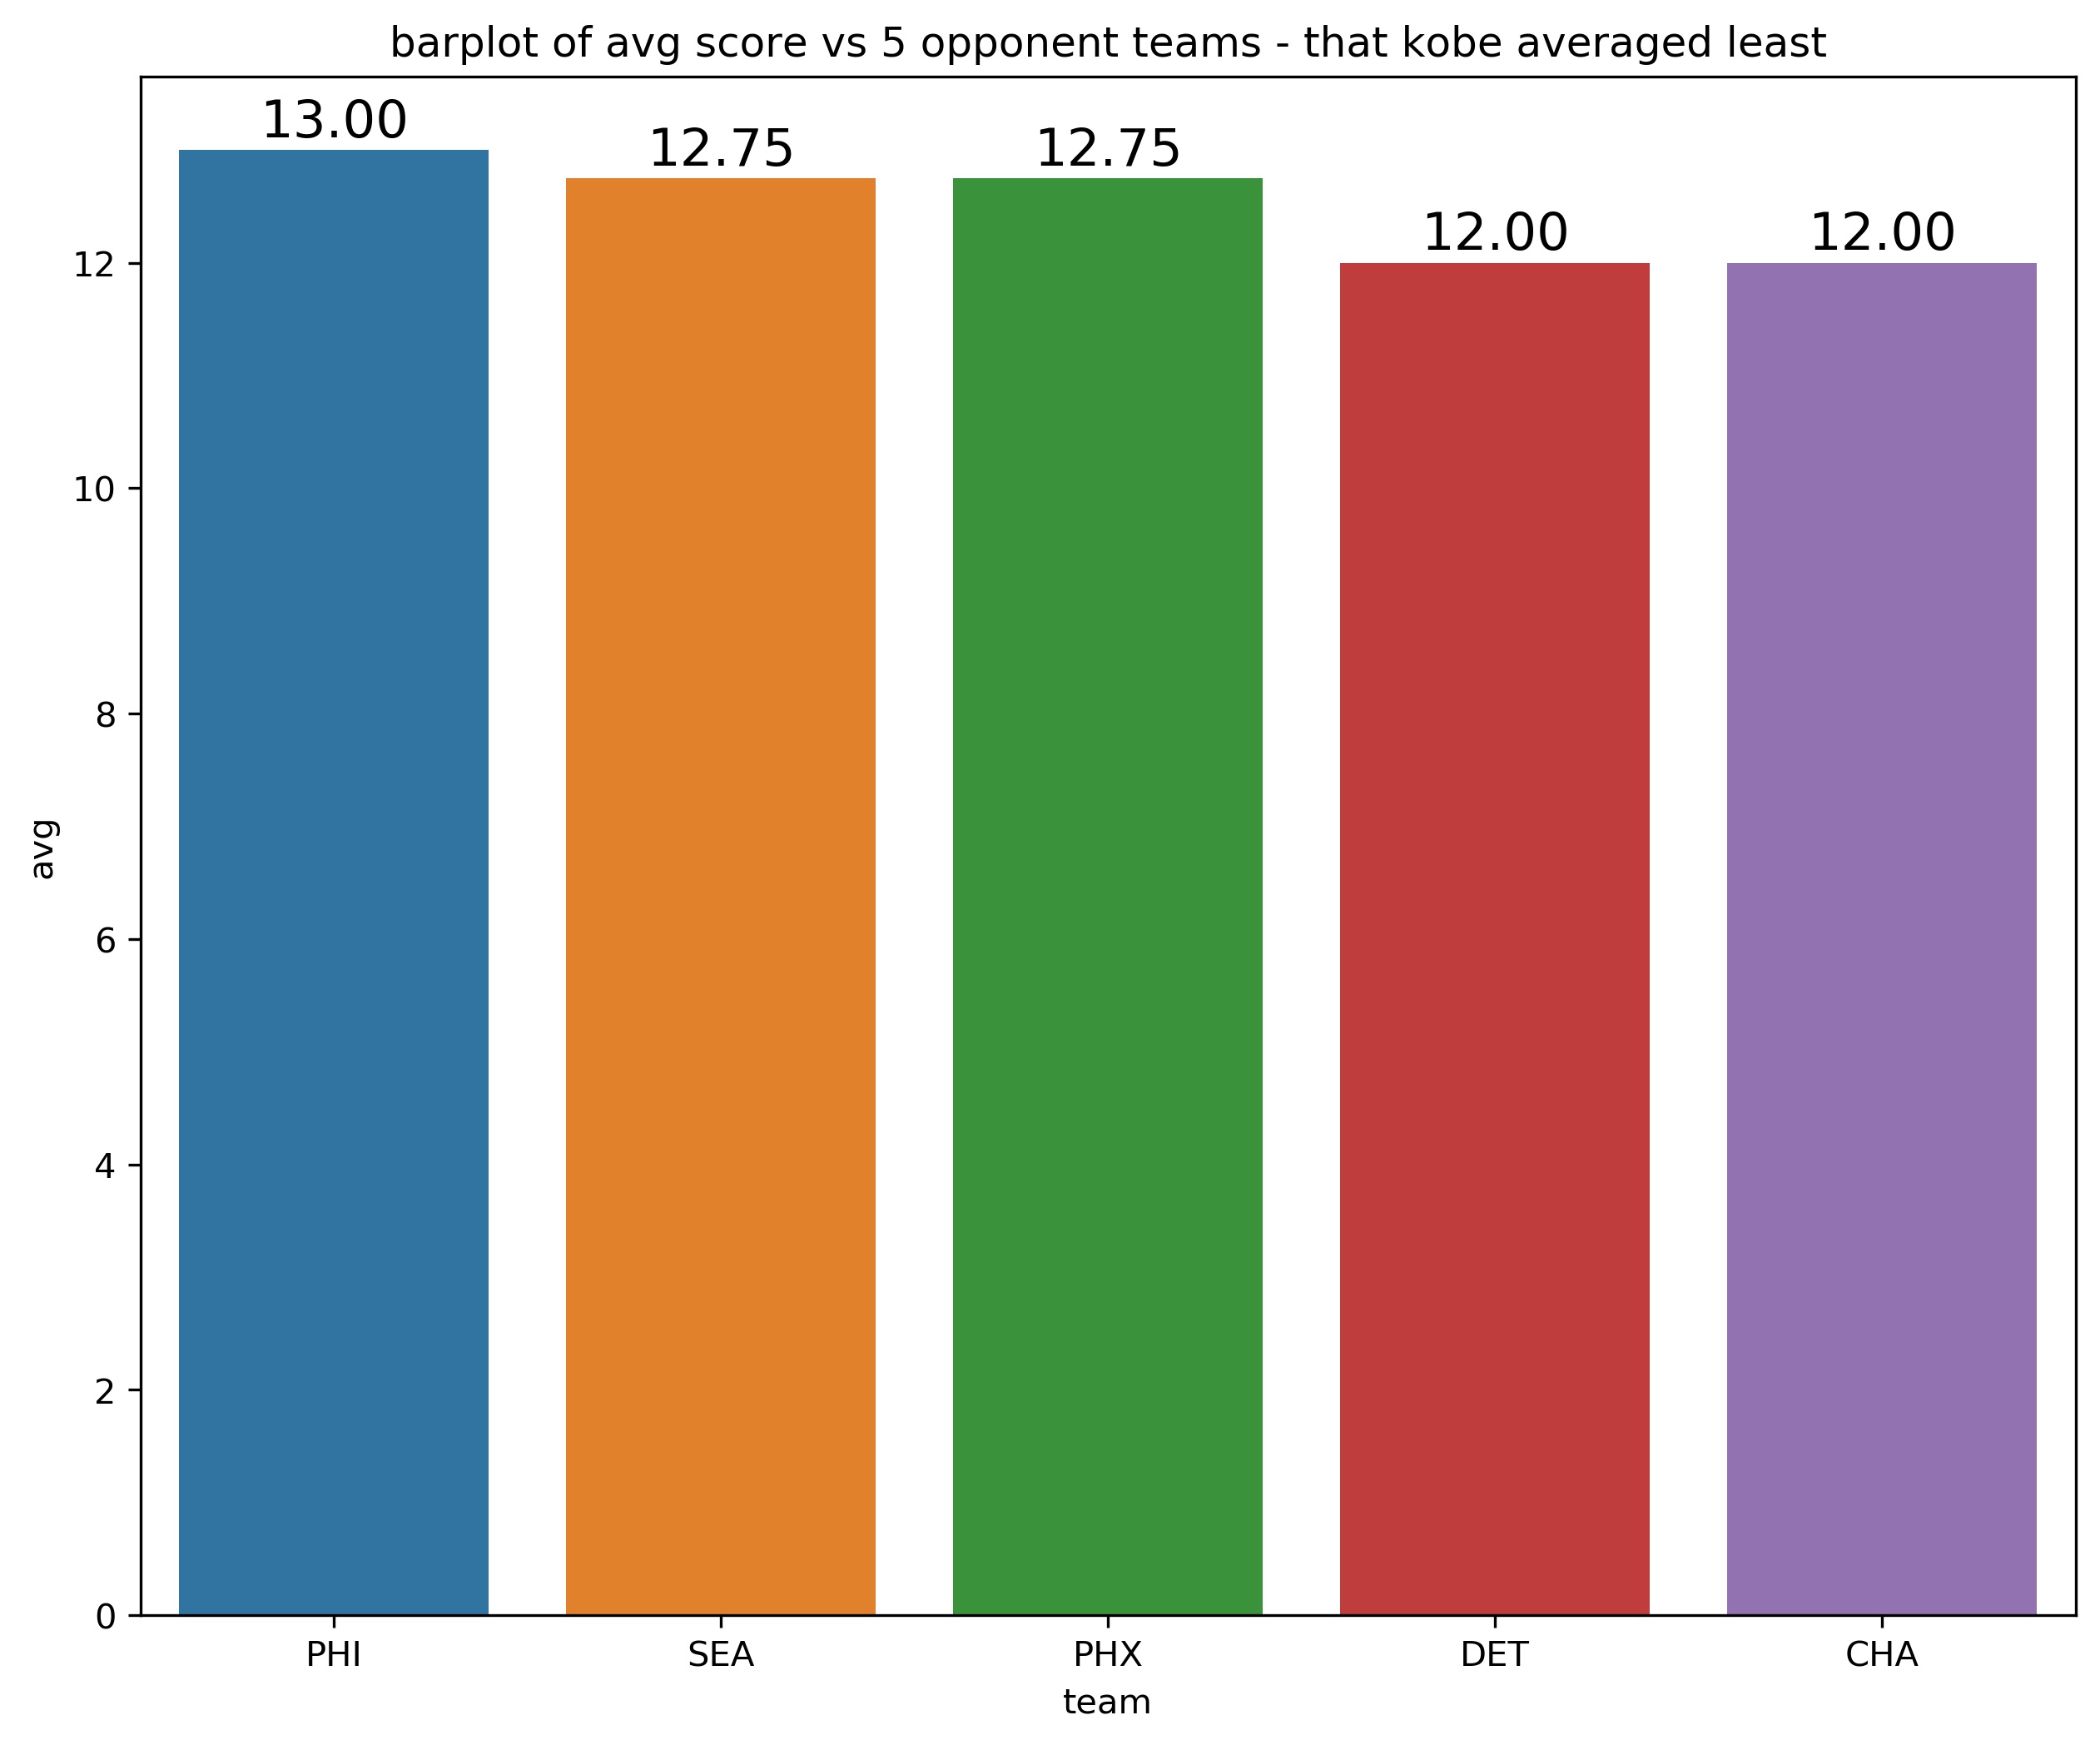 barplot of avg score vs 5 opponent teams - that kobe averaged least
13.00
12.75
12.75
12.00
12.00
12
10
8
6
4
2
0
avg
PHI
SEA
PHX
DET
CHA
team